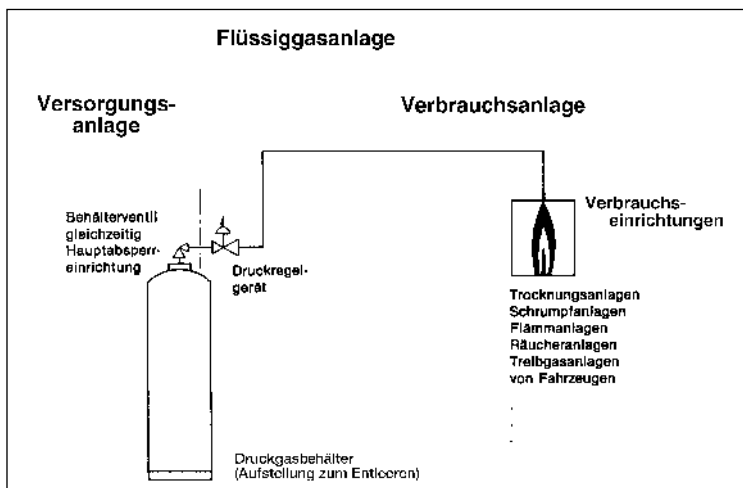 Flüssiggasanlage
Versorgungs-
anlage
Verbrauchsanlage
Behälterventil
gleichzeitig
Hauptabsperr-
einrichtung
Druckregel-
gerät
Verbrauchs-
einrichtungen
Trocknungsanlagen
Schrumpfanlagen
Flämmanlagen
Räucheranlagen
Treibgasanlagen
von Fahrzeugen
.
.
.
Druckgasbehälter
(Aufstellung zum Entleeren)